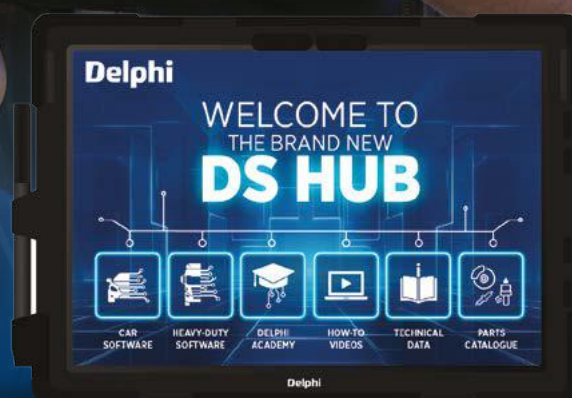 Delphi
WELCOME TO
THE BRAND NEW
DS HUB
CAR
SOFTWARE
HEAVY-DUTY
SOFTWARE
DELPHI
ACADEMY
HOW-TO
VIDEOS
TECHNICAL
DATA
PARTS
CATALOGUE
Delphi